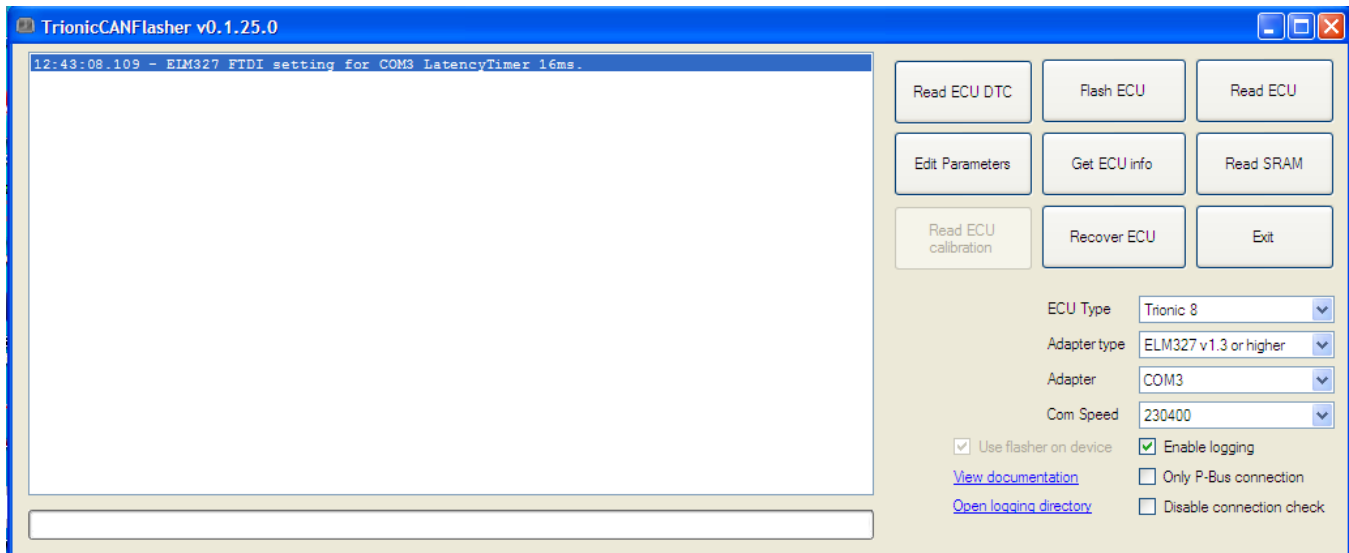 TrionicCANFlasher v0.1.25.0
12:43:08.109 - ELM327 FTDI setting for COM3 LatencyTimer 16ms.
Read ECU DTC
Flash ECU
Read ECU
Edit Parameters
Get ECU info
Read SRAM
Read ECU
calibration
Recover ECU
Exit
ECU Type
Trionic 8
Adapter type
ELM327 v1.3 or higher
Adapter
COM3
Com Speed
230400
Use flasher on device
Enable logging
View documentation
Only P-Bus connection
Open logging directory
Disable connection check